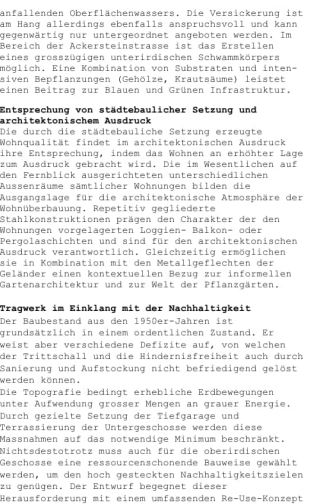 anfallenden Oberflächenwassers. Die Versickerung ist
am Hang allerdings ebenfalls anspruchsvoll und kann
gegenwärtig nur untergeordnet angeboten werden. Im
Bereich der Ackersteinstrasse ist das Erstellen
eines grosszügigen unterirdischen Schwammkörpers
möglich. Eine Kombination von Substraten und inten-
siven Bepflanzungen (Gehölze, Krautsäume) leistet
einen Beitrag zur Blauen und Grünen Infrastruktur.
Entsprechung von städtebaulicher Setzung und
architektonischem Ausdruck
Die durch die städtebauliche Setzung erzeugte
Wohnqualität findet im architektonischen Ausdruck
ihre Entsprechung, indem das Wohnen an erhöhter Lage
zum Ausdruck gebracht wird. Die im Wesentlichen auf
den Fernblick ausgerichteten unterschiedlichen
Aussenräume sämtlicher Wohnungen bilden die
Ausgangslage für die architektonische Atmosphäre der
Wohnüberbauung. Repetitiv gegliederte
Stahlkonstruktionen prägen den Charakter der den
Wohnungen vorgelagerten Loggien- Balkon- oder
Pergolaschichten und sind für den architektonischen
Ausdruck verantwortlich. Gleichzeitig ermöglichen
sie in Kombination mit den Metallgeflechten der
Geländer einen kontextuellen Bezug zur informellen
Gartenarchitektur und zur Welt der Pflanzgärten.
Tragwerk im Einklang mit der Nachhaltigkeit
Der Baubestand aus den 1950er-Jahren ist
grundsätzlich in einem ordentlichen Zustand. Er
weist aber verschiedene Defizite auf, von welchen
der Trittschall und die Hindernisfreiheit auch durch
Sanierung und Aufstockung nicht befriedigend gelöst
werden können.
Die Topografie bedingt erhebliche Erdbewegungen
unter Aufwendung grosser Mengen an grauer Energie.
Durch gezielte Setzung der Tiefgarage und
Terrassierung der Untergeschosse werden diese
Massnahmen auf das notwendige Minimum beschränkt.
Nichtsdestotrotz muss auch für die oberirdischen
Geschosse eine ressourcenschonende Bauweise gewählt
werden, um den hoch gesteckten Nachhaltigkeitszielen
zu genügen. Der Entwurf begegnet dieser
Herausforderung mit einem umfassenden Re-Use-Konzept